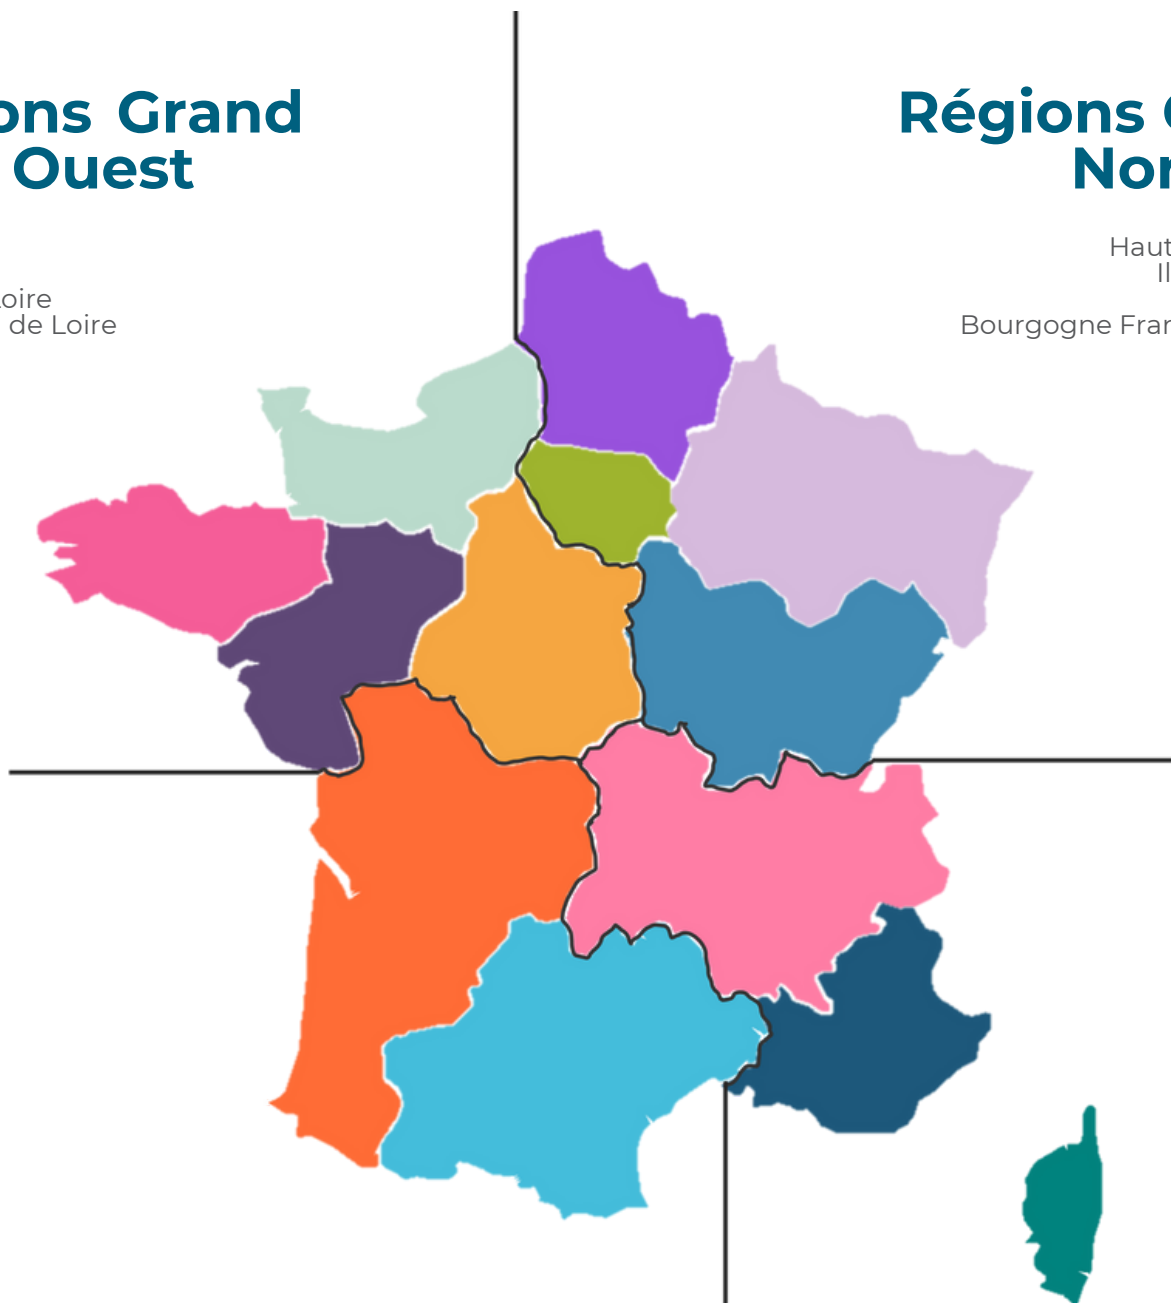 ons Grand
Ouest
oire
de Loire
Régions
Nor
Haut
Il
Bourgogne Fran